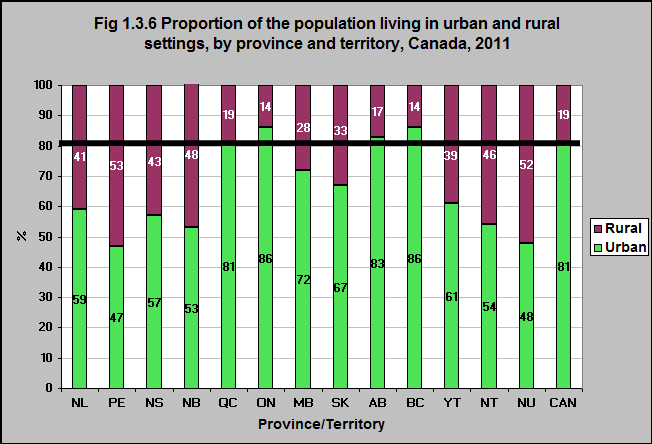 Fig 1.3.6 Proportion of the population living in urban and rural
settings, by province and territory, Canada, 2011
100
90
80
70
60
50
40
30
20
10
0
%
41 53 43 48 19 14 28 33 17 14 39 46 52 19
59 47 57 53 81 86 72 67 83 86 61 54 48 81
NL PE NS NB QC ON MB SK AB BC YT NT NU CAN
Province/Territory
Rural
Urban